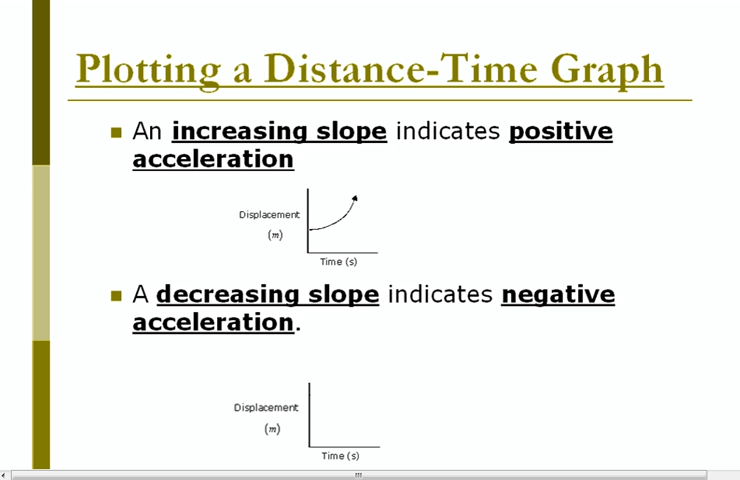 Plotting a Distance-Time Graph
An increasing slope indicates positive
acceleration
Displacement
(m)
Time (s)
A decreasing slope indicates negative
acceleration.
Displacement
(m)
Time (s)